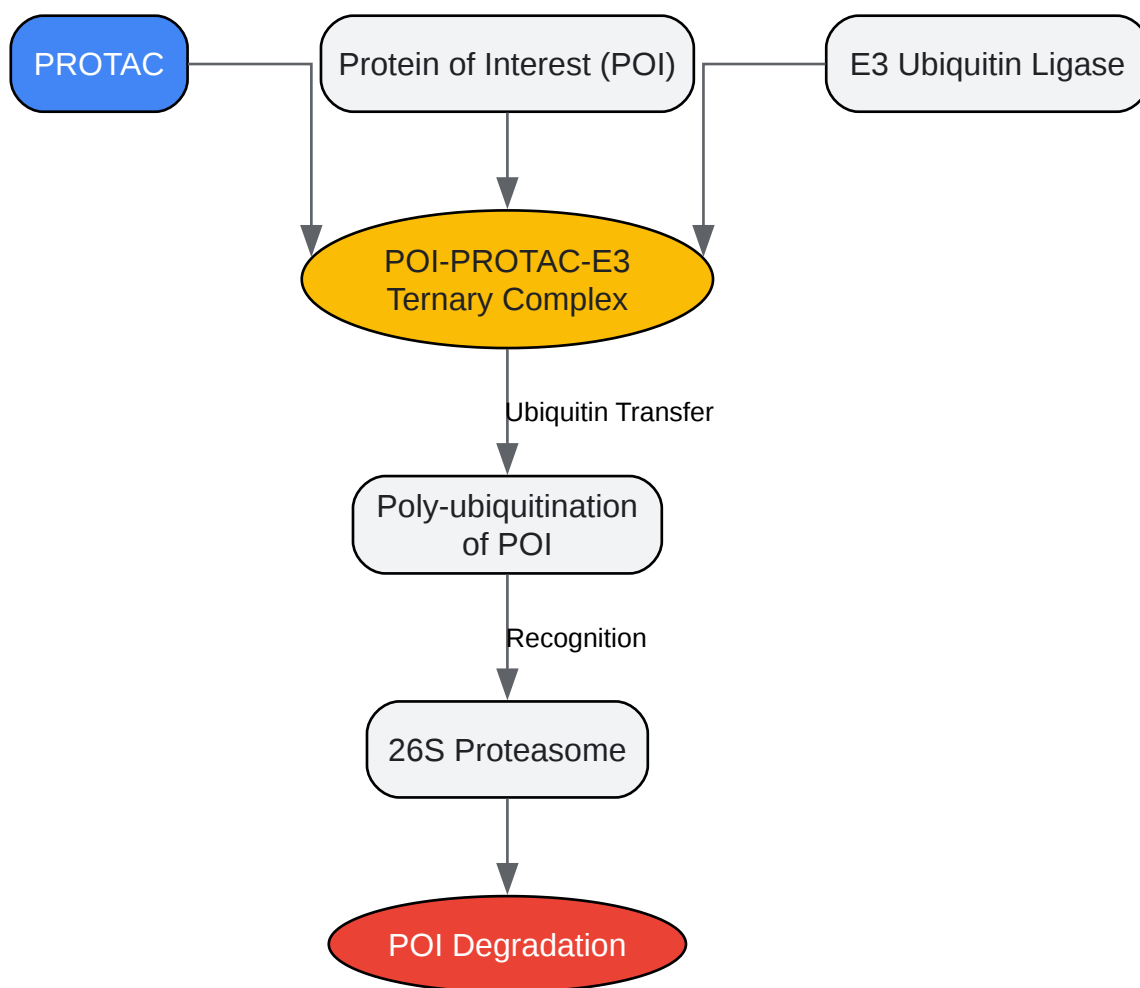 PROTAC
Protein of Interest (POI)
E3 Ubiquitin Ligase
POI-PROTAC-E3
Ternary Complex
Ubiquitin Transfer
Poly-ubiquitination
of POI
Recognition
26S Proteasome
POI Degradation